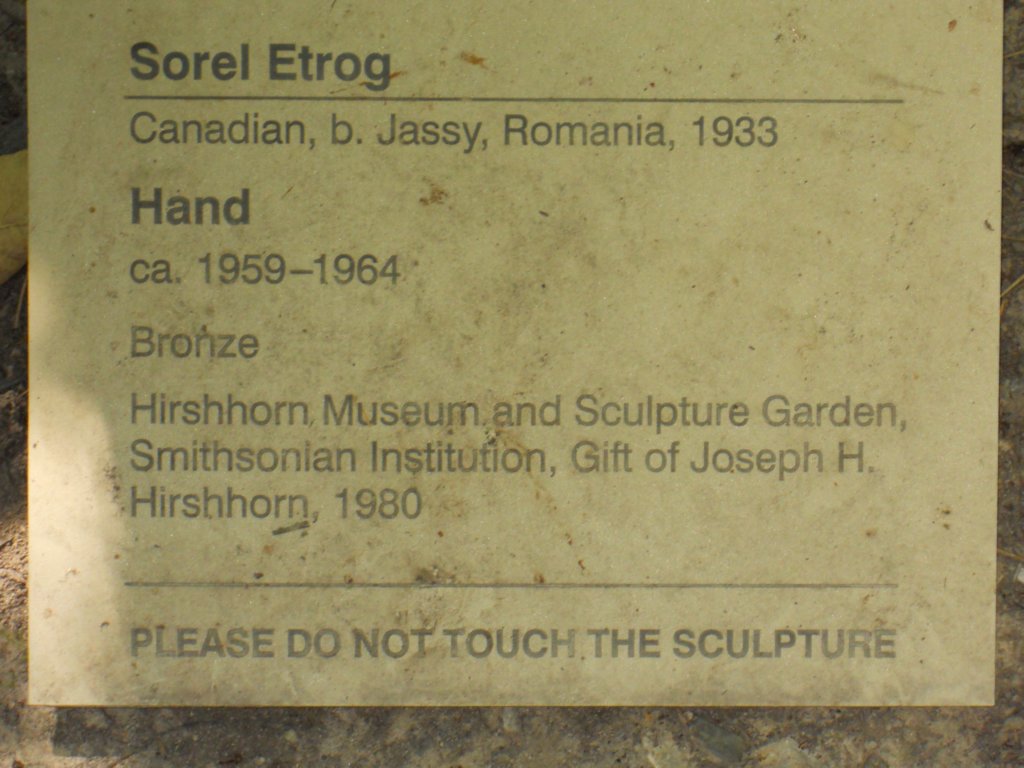 Sorel Etrog
Canadian, b. Jassy, Romania, 1933
Hand
ca. 1959–1964
Bronze
Hirshhorn Museum and Sculpture Garden,
Smithsonian Institution, Gift of Joseph H.
Hirshhorn, 1980
PLEASE DO NOT TOUCH THE SCULPTURE